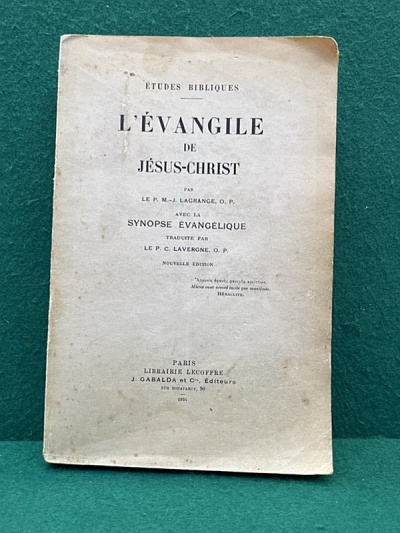 ÉTUDES BIBLIQUES
L'ÉVANGILE
DE
JÉSUS-CHRIST
PAR
LE P. M.-J. LAGRANGE, O. P.
AVEC LA
SYNOPSE ÉVANGÉLIQUE
TRADUITE PAR
LE P. C. LAVERGNE, O. P.
NOUVELLE ÉDITION
Mieux vaut accord tacite que manifeste.
HÉRACLITE.
PARIS
LIBRAIRIE LECOFFRE
J. GABALDA et Cie, Éditeurs
RUE BONAPARTE, 90